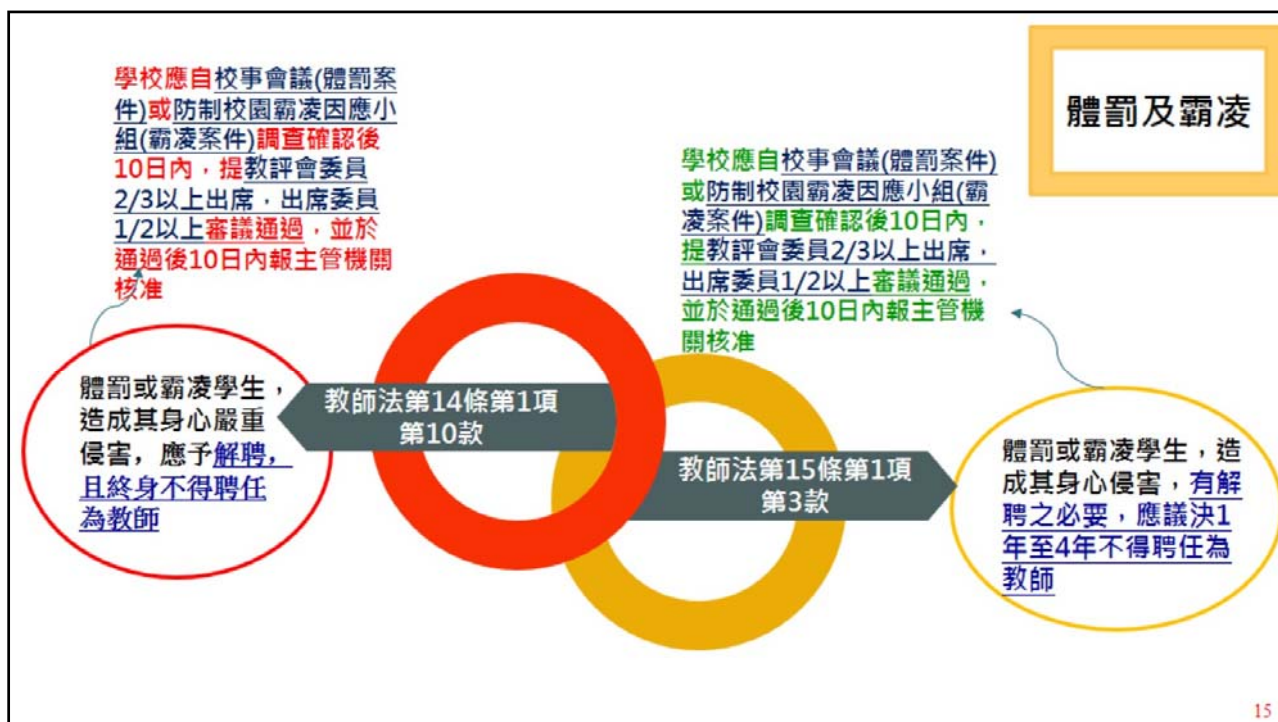 體罰及霸凌
學校應自校事會議(體罰案
件)或防制校園霸凌因應小
組(霸凌案件)調查確認後
10日內，提教評會委員
2/3以上出席，出席委員
1/2以上審議通過，並於
通過後10日內報主管機關
核准
學校應自校事會議(體罰案件)
或防制校園霸凌因應小組(霸
凌案件)調查確認後10日內，
提教評會委員2/3以上出席，
出席委員1/2以上審議通過，
並於通過後10日內報主管機
關核准
體罰或霸凌學生，
造成其身心嚴重
侵害，應予解聘，
且終身不得聘任
為教師
教師法第14條第1項
第10款
教師法第15條第1項
第3款
體罰或霸凌學生，造
成其身心侵害，有解
聘之必要，應議決1
年至4年不得聘任為
教師
15